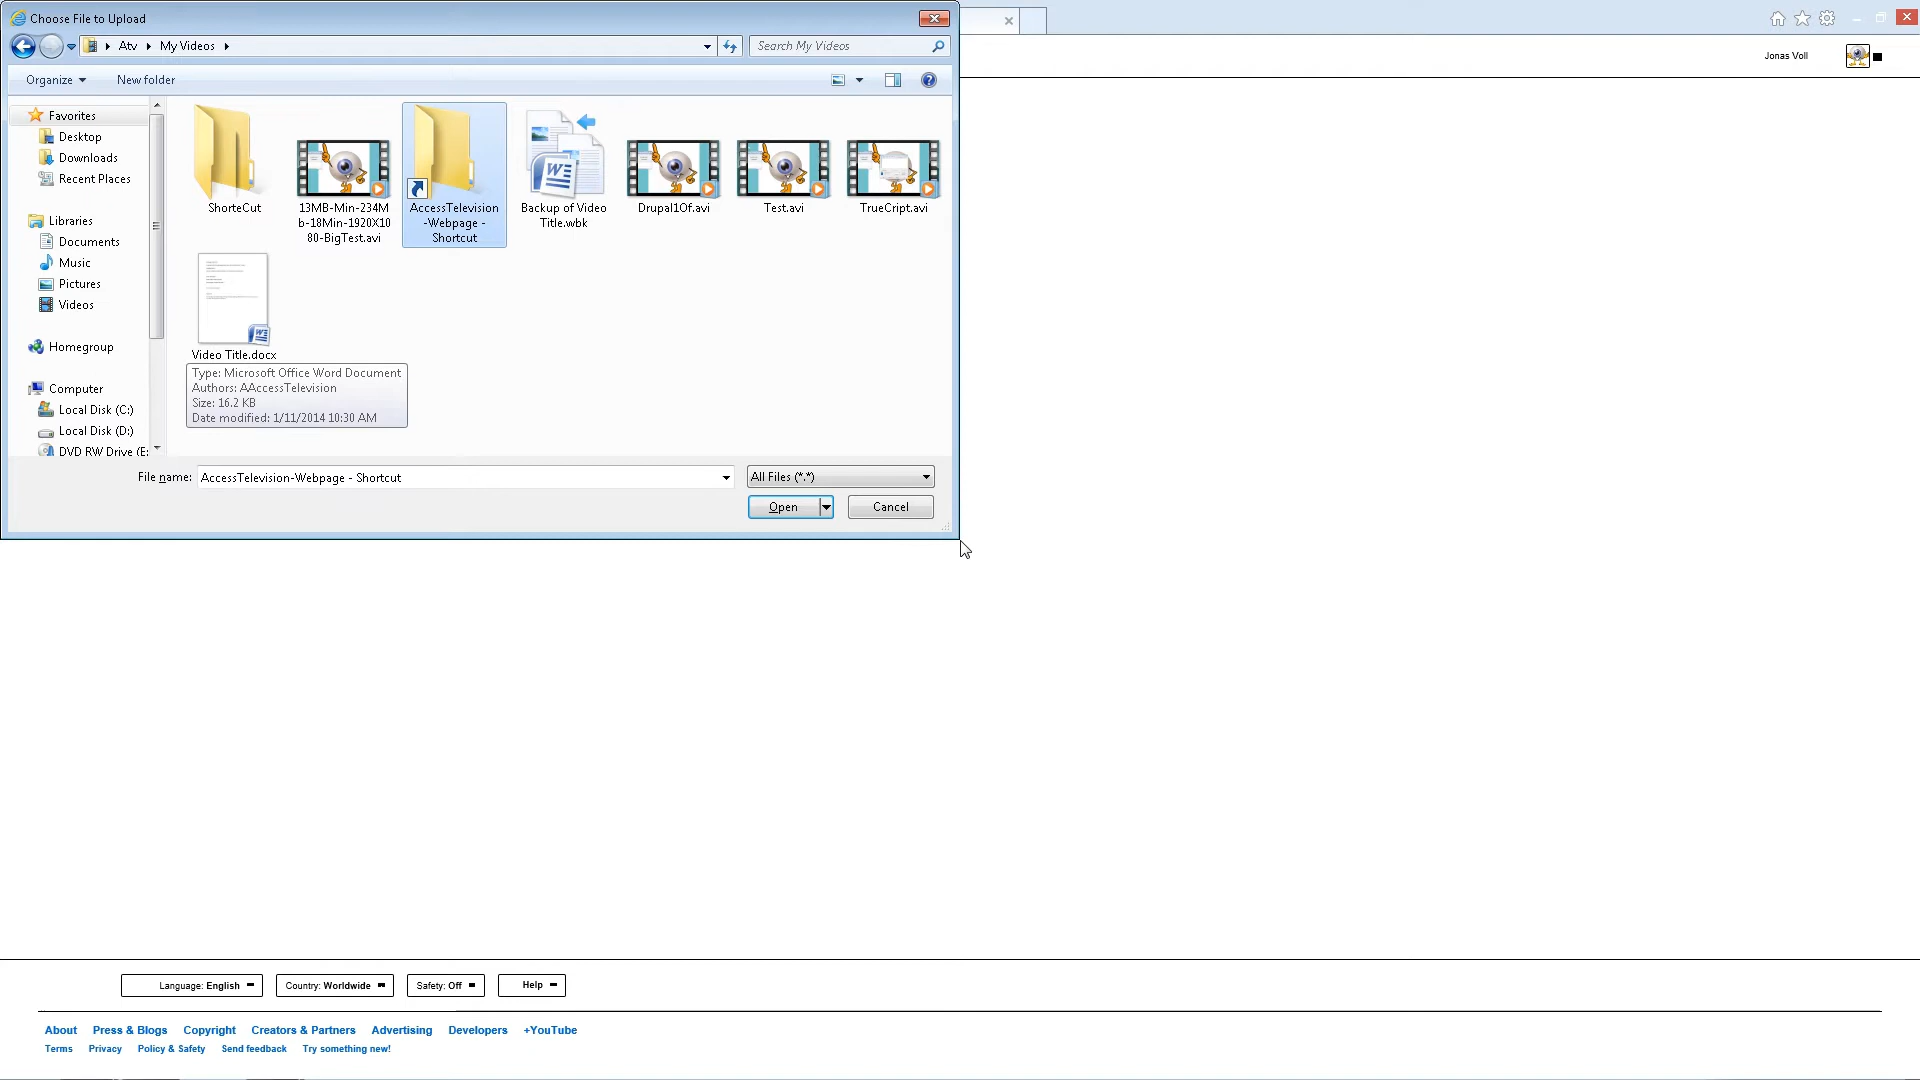 Choose File to Upload
Atv My Videos
Search My Videos
Jonas Voll
Organize New folder
Favorites
Desktop
Downloads
Recent Places
Libraries
Documents
Music
Pictures
Videos
Homegroup
Computer
Local Disk (C:)
Local Disk (D:)
DVD RW Drive (E:
ShorteCut
13MB-Min-234M
b-18Min-1920X10
80-BigTest.avi
AccessTelevision
-Webpage -
Shortcut
Backup of Video
Title.wbk
Drupal1Of.avi
Test.avi
TrueCript.avi
Video Title.docx
Type: Microsoft Office Word Document
Authors: AAccessTelevision
Size: 16.2 KB
Date modified: 1/11/2014 10:30 AM
File name: AccessTelevision-Webpage - Shortcut
All Files (*.*)
Open Cancel
Language: English Country: Worldwide Safety: Off Help
About Press & Blogs Copyright Creators & Partners Advertising Developers +YouTube
Terms Privacy Policy & Safety Send feedback Try something new!